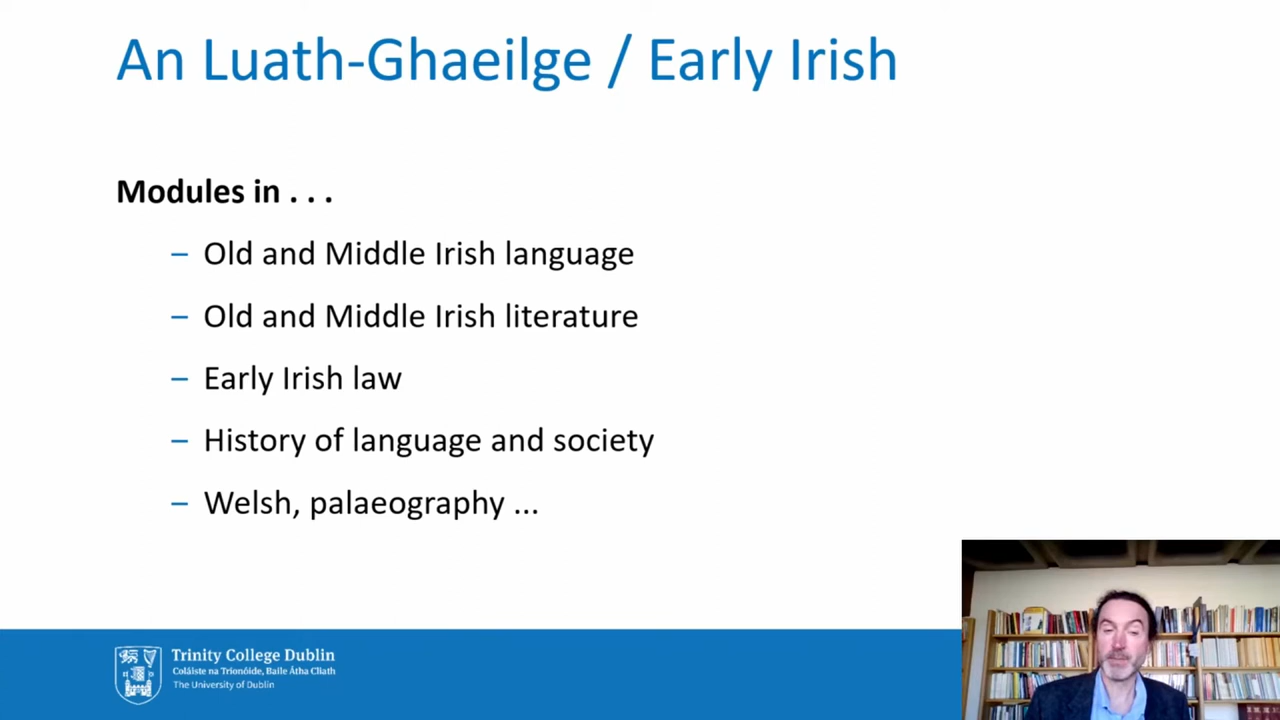 An Luath-Ghaeilge / Early Irish
Modules in . . .
– Old and Middle Irish language
– Old and Middle Irish literature
– Early Irish law
– History of language and society
– Welsh, palaeography ...
Trinity College Dublin
Coláiste na Tríonóide, Baile Átha Cliath
The University of Dublin